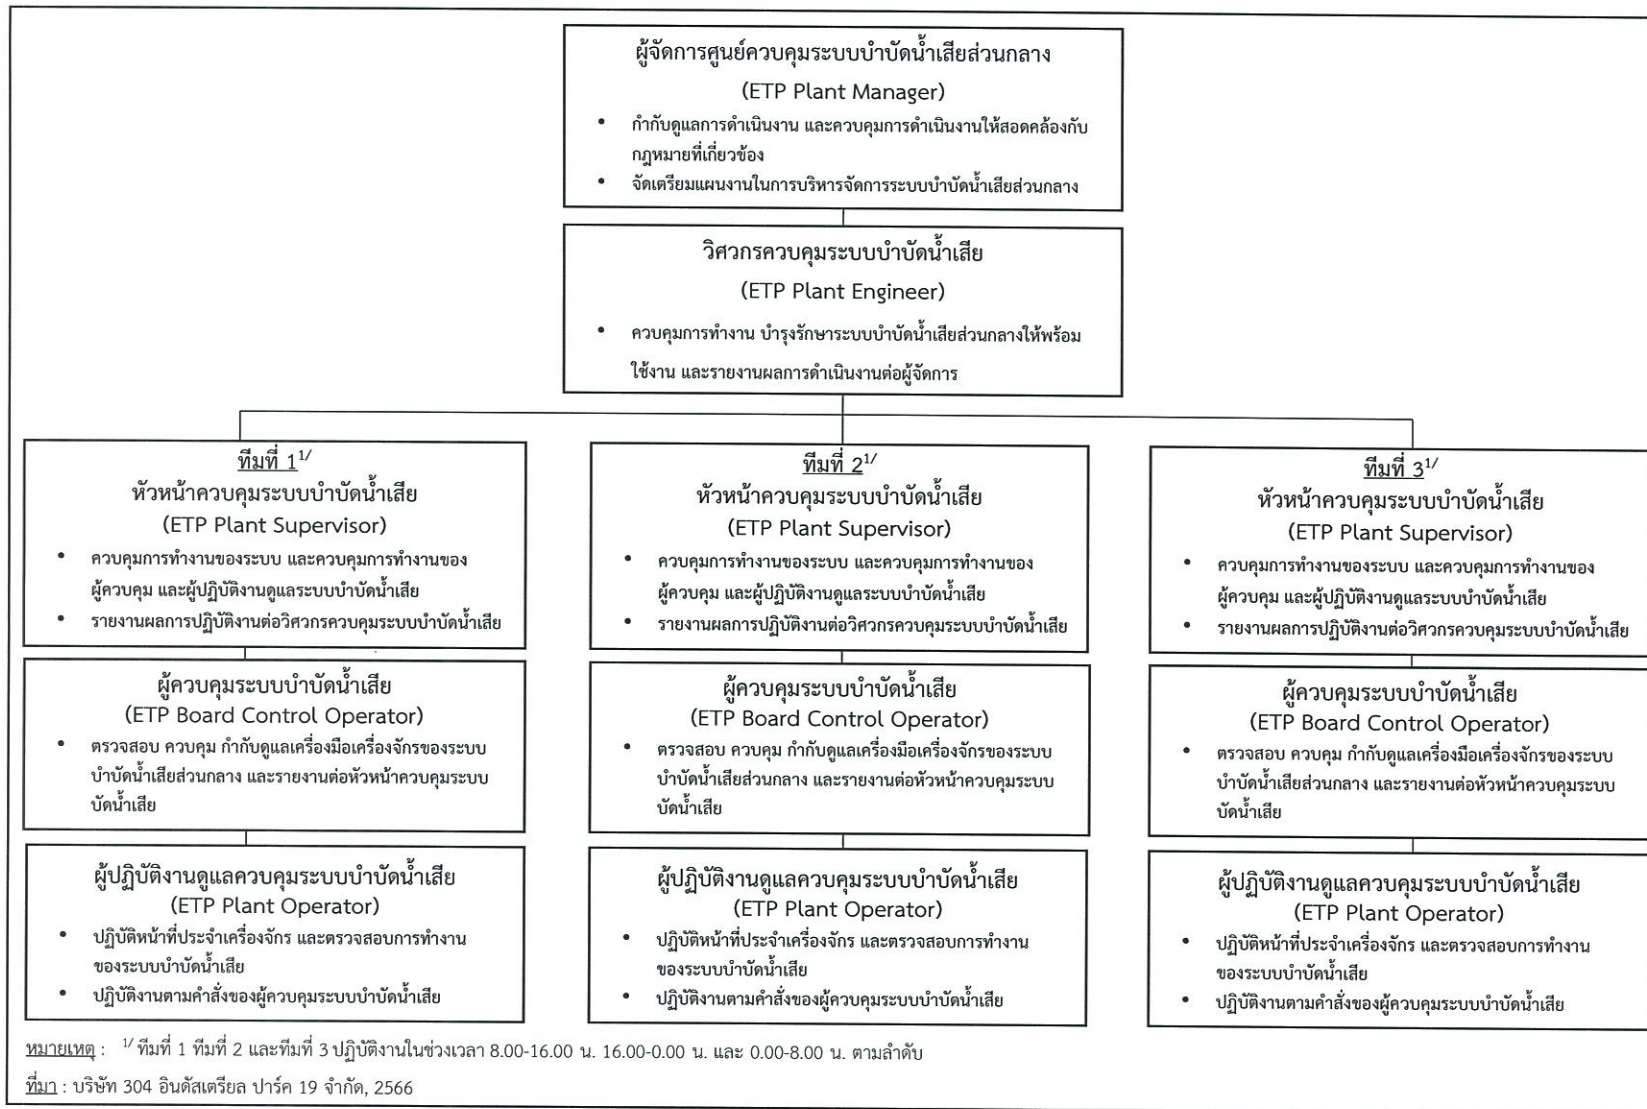 ผู้จัดการศูนย์ควบคุมระบบบำบัดน้ำเสียส่วนกลาง
(ETP Plant Manager)
• กำกับดูแลการดำเนินงาน และควบคุมการดำเนินงานให้สอดคล้องกับ
กฎหมายที่เกี่ยวข้อง
• จัดเตรียมแผนงานในการบริหารจัดการระบบบำบัดน้ำเสียส่วนกลาง
วิศวกรควบคุมระบบบำบัดน้ำเสีย
(ETP Plant Engineer)
• ควบคุมการทำงาน บำรุงรักษาระบบบำบัดน้ำเสียส่วนกลางให้พร้อม
ใช้งาน และรายงานผลการดำเนินงานต่อผู้จัดการ
ทีมที่ 1 1/
หัวหน้าควบคุมระบบบำบัดน้ำเสีย
(ETP Plant Supervisor)
• ควบคุมการทำงานของระบบ และควบคุมการทำงานของ
ผู้ควบคุม และผู้ปฏิบัติงานดูแลระบบบำบัดน้ำเสีย
• รายงานผลการปฏิบัติงานต่อวิศวกรควบคุมระบบบำบัดน้ำเสีย
ผู้ควบคุมระบบบำบัดน้ำเสีย
(ETP Board Control Operator)
• ตรวจสอบ ควบคุม กำกับดูแลเครื่องมือเครื่องจักรของระบบ
บำบัดน้ำเสียส่วนกลาง และรายงานต่อหัวหน้าควบคุมระบบ
บัดน้ำเสีย
ผู้ปฏิบัติงานดูแลควบคุมระบบบำบัดน้ำเสีย
(ETP Plant Operator)
• ปฏิบัติหน้าที่ประจำเครื่องจักร และตรวจสอบการทำงาน
ของระบบบำบัดน้ำเสีย
• ปฏิบัติงานตามคำสั่งของผู้ควบคุมระบบบำบัดน้ำเสีย
ทีมที่ 2 1/
หัวหน้าควบคุมระบบบำบัดน้ำเสีย
(ETP Plant Supervisor)
• ควบคุมการทำงานของระบบ และควบคุมการทำงานของ
ผู้ควบคุม และผู้ปฏิบัติงานดูแลระบบบำบัดน้ำเสีย
• รายงานผลการปฏิบัติงานต่อวิศวกรควบคุมระบบบำบัดน้ำเสีย
ผู้ควบคุมระบบบำบัดน้ำเสีย
(ETP Board Control Operator)
• ตรวจสอบ ควบคุม กำกับดูแลเครื่องมือเครื่องจักรของระบบ
บำบัดน้ำเสียส่วนกลาง และรายงานต่อหัวหน้าควบคุมระบบ
บัดน้ำเสีย
ผู้ปฏิบัติงานดูแลควบคุมระบบบำบัดน้ำเสีย
(ETP Plant Operator)
• ปฏิบัติหน้าที่ประจำเครื่องจักร และตรวจสอบการทำงาน
ของระบบบำบัดน้ำเสีย
• ปฏิบัติงานตามคำสั่งของผู้ควบคุมระบบบำบัดน้ำเสีย
ทีมที่ 3 1/
หัวหน้าควบคุมระบบบำบัดน้ำเสีย
(ETP Plant Supervisor)
• ควบคุมการทำงานของระบบ และควบคุมการทำงานของ
ผู้ควบคุม และผู้ปฏิบัติงานดูแลระบบบำบัดน้ำเสีย
• รายงานผลการปฏิบัติงานต่อวิศวกรควบคุมระบบบำบัดน้ำเสีย
ผู้ควบคุมระบบบำบัดน้ำเสีย
(ETP Board Control Operator)
• ตรวจสอบ ควบคุม กำกับดูแลเครื่องมือเครื่องจักรของระบบ
บำบัดน้ำเสียส่วนกลาง และรายงานต่อหัวหน้าควบคุมระบบ
บัดน้ำเสีย
ผู้ปฏิบัติงานดูแลควบคุมระบบบำบัดน้ำเสีย
(ETP Plant Operator)
• ปฏิบัติหน้าที่ประจำเครื่องจักร และตรวจสอบการทำงาน
ของระบบบำบัดน้ำเสีย
• ปฏิบัติงานตามคำสั่งของผู้ควบคุมระบบบำบัดน้ำเสีย
หมายเหตุ : 1/ ทีมที่ 1 ทีมที่ 2 และทีมที่ 3 ปฏิบัติงานในช่วงเวลา 8.00-16.00 น. 16.00-0.00 น. และ 0.00-8.00 น. ตามลำดับ
ที่มา : บริษัท 304 อินดัสเตรียล ปาร์ค 19 จำกัด, 2566